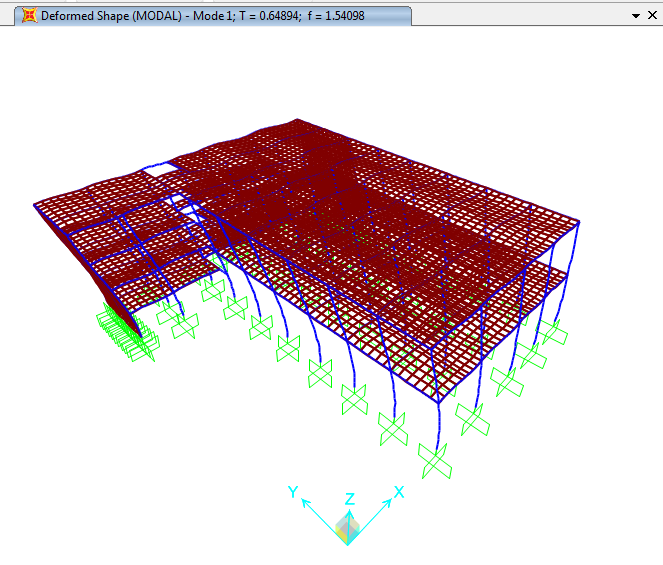 Deformed Shape (MODAL) - Mode 1; T = 0.64894; f = 1.54098
Y
Z
X